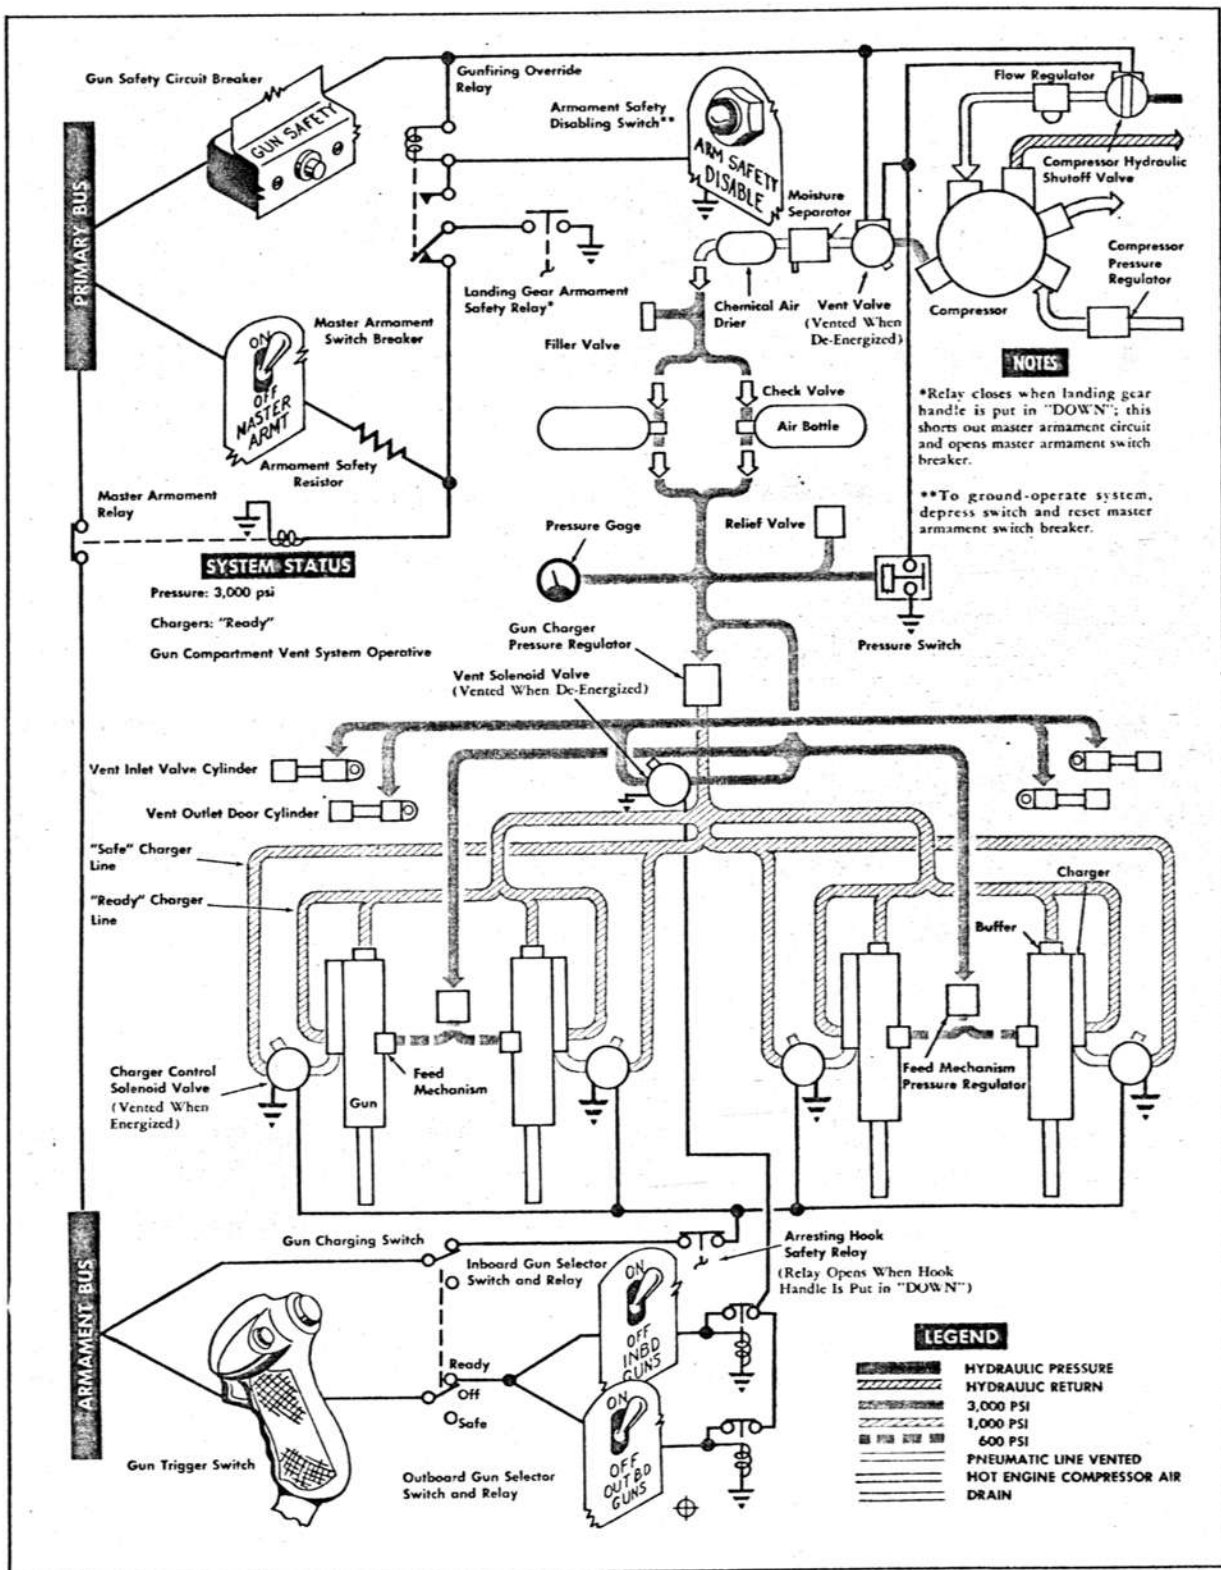 Gun Safety Circuit Breaker
GUN SAFETY
Gunfiring Override
Relay
Armament Safety
Disabling Switch**
ARM SAFETY
DISABLE
Flow Regulator
Compressor Hydraulic
Shutoff Valve
Moisture
Separator
Compressor
Pressure
Regulator
PRIMARY BUS
Landing Gear Armament
Safety Relay*
Chemical Air
Drier
Vent Valve
(Vented When
De-Energized)
Compressor
Master Armament
Switch Breaker
ON
OFF
MASTER
ARMT
Filler Valve
Check Valve
Air Bottle
NOTES
*Relay closes when landing gear
handle is put in "DOWN"; this
shorts out master armament circuit
and opens master armament switch
breaker.
**To ground-operate system,
depress switch and reset master
armament switch breaker.
Armament Safety
Resistor
Master Armament
Relay
Pressure Gage
Relief Valve
SYSTEM STATUS
Pressure: 3,000 psi
Chargers: "Ready"
Gun Compartment Vent System Operative
Gun Charger
Pressure Regulator
Pressure Switch
Vent Solenoid Valve
(Vented When De-Energized)
Vent Inlet Valve Cylinder
Vent Outlet Door Cylinder
"Safe" Charger
Line
"Ready" Charger
Line
Charger
Buffer
Charger Control
Solenoid Valve
(Vented When
Energized)
Gun
Feed
Mechanism
Feed Mechanism
Pressure Regulator
ARMAMENT BUS
Gun Charging Switch
Inboard Gun Selector
Switch and Relay
Arresting Hook
Safety Relay
(Relay Opens When Hook
Handle Is Put in "DOWN")
ON
OFF
INBD
GUNS
Ready
Off
Safe
ON
OFF
OUTBD
GUNS
Gun Trigger Switch
Outboard Gun Selector
Switch and Relay
LEGEND
HYDRAULIC PRESSURE
HYDRAULIC RETURN
3,000 PSI
1,000 PSI
600 PSI
PNEUMATIC LINE VENTED
HOT ENGINE COMPRESSOR AIR
DRAIN